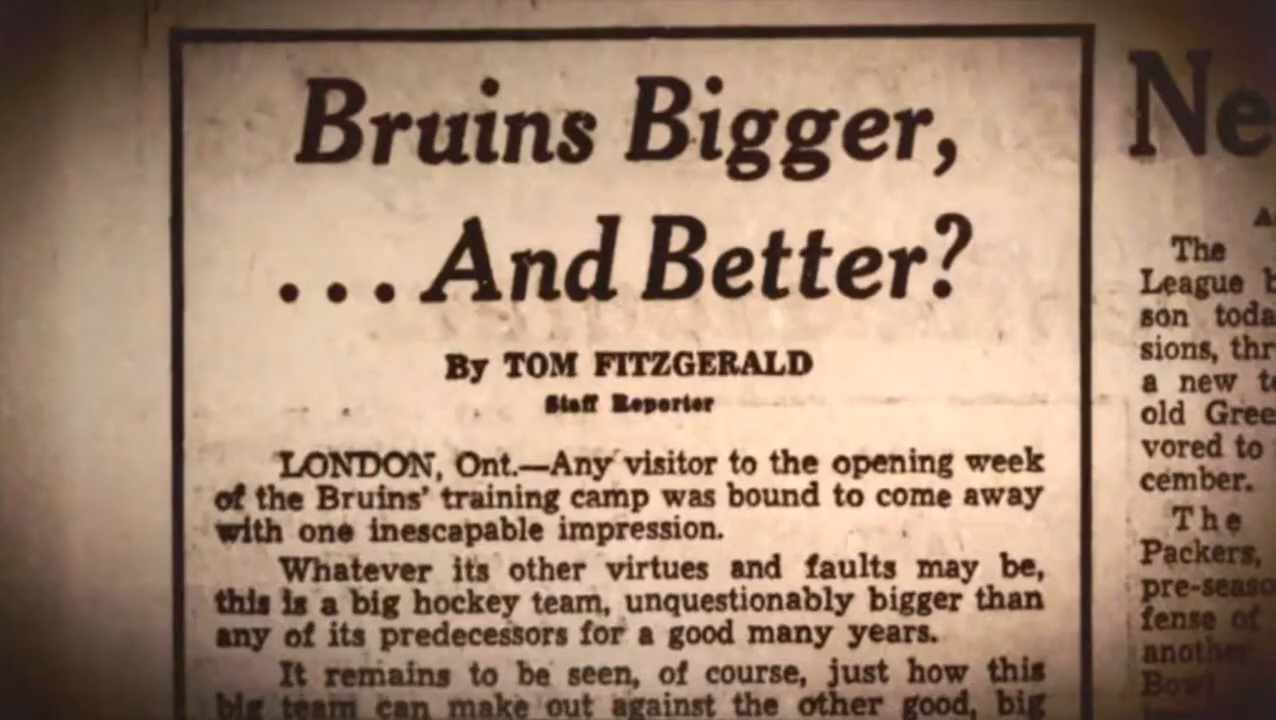 Bruins Bigger,
... And Better?
By TOM FITZGERALD
Staff Reporter
LONDON, Ont.—Any visitor to the opening week
of the Bruins' training camp was bound to come away
with one inescapable impression.
Whatever its other virtues and faults may be,
this is a big hockey team, unquestionably bigger than
any of its predecessors for a good many years.
It remains to be seen, of course, just how this
big team can make out against the other good, big
Ne
The
League b
son toda
sions, thr
a new te
old Gree
vored to
cember.
The
Packers,
pre-seaso
fense of
another
Bowl